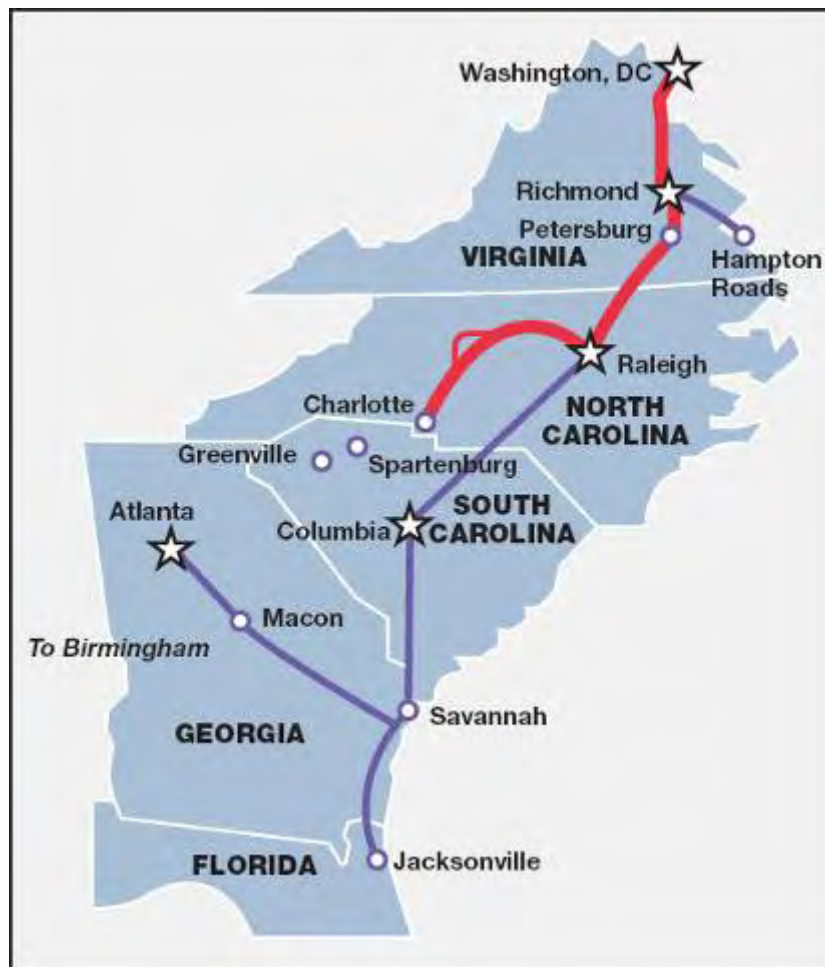 Washington, DC
Richmond
Petersburg
VIRGINIA
Hampton
Roads
Raleigh
Charlotte
NORTH
CAROLINA
Greenville
Spartenburg
SOUTH
CAROLINA
Atlanta
Columbia
Macon
To Birmingham
Savannah
GEORGIA
FLORIDA
Jacksonville